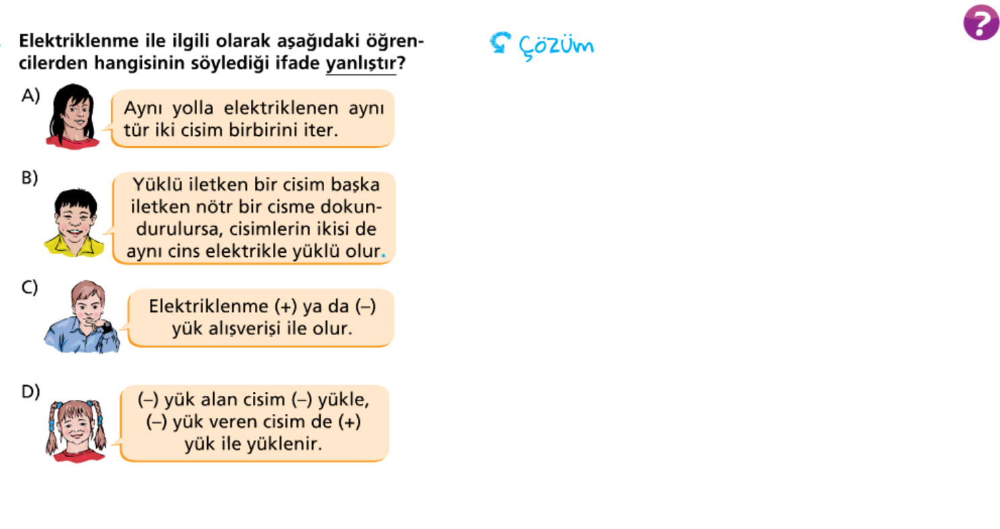 Elektriklenme ile ilgili olarak aşağıdaki öğren-
cilerden hangisinin söylediği ifade yanlıştır?
A)
Aynı yolla elektriklenen aynı
tür iki cisim birbirini iter.
B)
Yüklü iletken bir cisim başka
iletken nötr bir cisme dokun-
durulursa, cisimlerin ikisi de
aynı cins elektrikle yüklü olur.
C)
Elektriklenme (+) ya da (–)
yük alışverişi ile olur.
D)
(–) yük alan cisim (–) yükle,
(–) yük veren cisim de (+)
yük ile yüklenir.
Çözüm
?